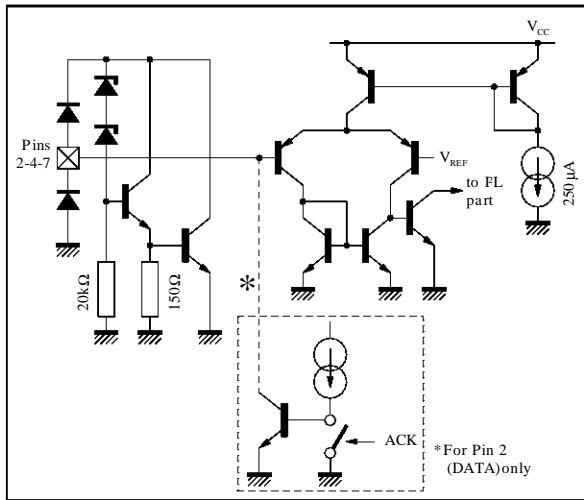 V_CC
Pins
2-4-7
V_REF
to FL
part
250 μA
20kΩ
150Ω
*
ACK
*For Pin 2
(DATA)only